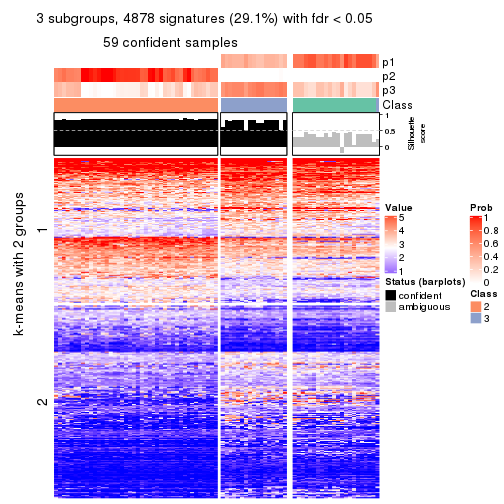 3 subgroups, 4878 signatures (29.1%) with fdr < 0.05
59 confident samples
p1
p2
p3
Class
1
0.5
0
Silhouette
score
k-means with 2 groups
1
2
Value
5
4
3
2
1
Status (barplots)
confident
ambiguous
Prob
1
0.8
0.6
0.4
0.2
0
Class
2
3